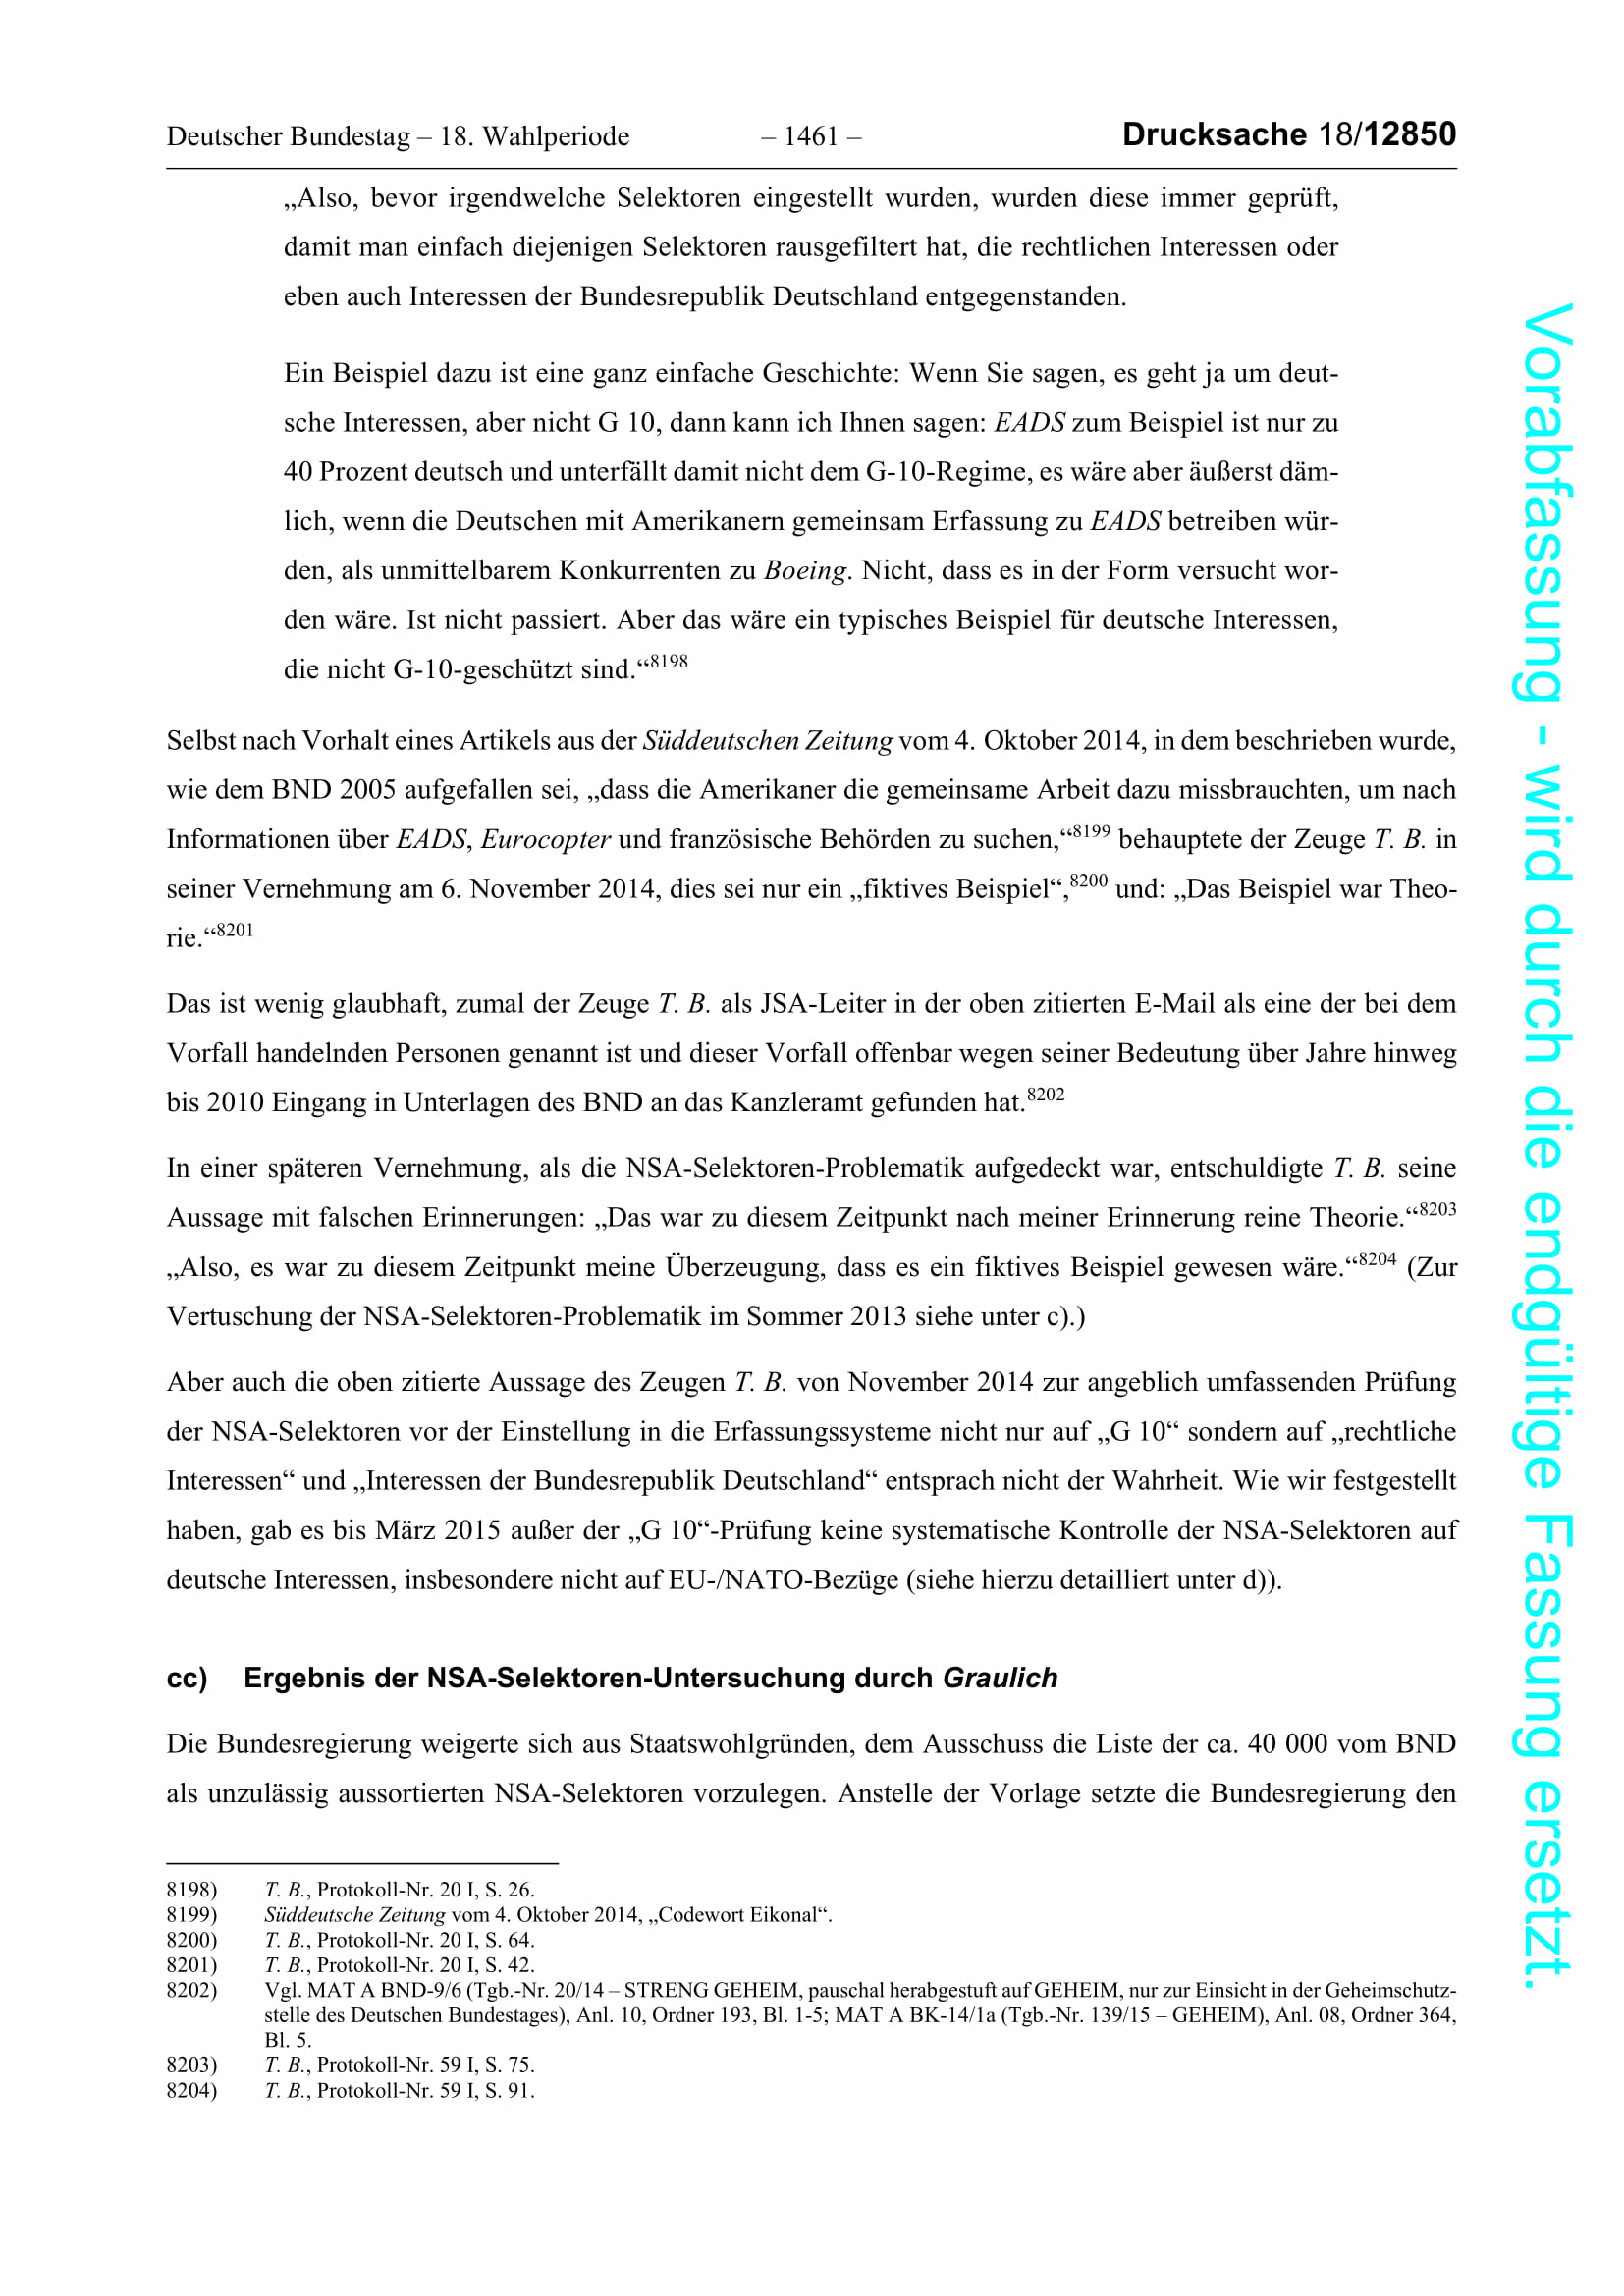 Deutscher Bundestag – 18. Wahlperiode – 1461 – Drucksache 18/12850
„Also, bevor irgendwelche Selektoren eingestellt wurden, wurden diese immer geprüft,
damit man einfach diejenigen Selektoren rausgefiltert hat, die rechtlichen Interessen oder
eben auch Interessen der Bundesrepublik Deutschland entgegenstanden.
Ein Beispiel dazu ist eine ganz einfache Geschichte: Wenn Sie sagen, es geht ja um deut-
sche Interessen, aber nicht G 10, dann kann ich Ihnen sagen: EADS zum Beispiel ist nur zu
40 Prozent deutsch und unterfällt damit nicht dem G-10-Regime, es wäre aber äußerst däm-
lich, wenn die Deutschen mit Amerikanern gemeinsam Erfassung zu EADS betreiben wür-
den, als unmittelbarem Konkurrenten zu Boeing. Nicht, dass es in der Form versucht wor-
den wäre. Ist nicht passiert. Aber das wäre ein typisches Beispiel für deutsche Interessen,
die nicht G-10-geschützt sind.“8198
Selbst nach Vorhalt eines Artikels aus der Süddeutschen Zeitung vom 4. Oktober 2014, in dem beschrieben wurde,
wie dem BND 2005 aufgefallen sei, „dass die Amerikaner die gemeinsame Arbeit dazu missbrauchten, um nach
Informationen über EADS, Eurocopter und französische Behörden zu suchen,“8199 behauptete der Zeuge T. B. in
seiner Vernehmung am 6. November 2014, dies sei nur ein „fiktives Beispiel“,8200 und: „Das Beispiel war Theo-
rie.“8201
Das ist wenig glaubhaft, zumal der Zeuge T. B. als JSA-Leiter in der oben zitierten E-Mail als eine der bei dem
Vorfall handelnden Personen genannt ist und dieser Vorfall offenbar wegen seiner Bedeutung über Jahre hinweg
bis 2010 Eingang in Unterlagen des BND an das Kanzleramt gefunden hat.8202
In einer späteren Vernehmung, als die NSA-Selektoren-Problematik aufgedeckt war, entschuldigte T. B. seine
Aussage mit falschen Erinnerungen: „Das war zu diesem Zeitpunkt nach meiner Erinnerung reine Theorie.“8203
„Also, es war zu diesem Zeitpunkt meine Überzeugung, dass es ein fiktives Beispiel gewesen wäre.“8204 (Zur
Vertuschung der NSA-Selektoren-Problematik im Sommer 2013 siehe unter c).)
Aber auch die oben zitierte Aussage des Zeugen T. B. von November 2014 zur angeblich umfassenden Prüfung
der NSA-Selektoren vor der Einstellung in die Erfassungssysteme nicht nur auf „G 10“ sondern auf „rechtliche
Interessen“ und „Interessen der Bundesrepublik Deutschland“ entsprach nicht der Wahrheit. Wie wir festgestellt
haben, gab es bis März 2015 außer der „G 10“-Prüfung keine systematische Kontrolle der NSA-Selektoren auf
deutsche Interessen, insbesondere nicht auf EU-/NATO-Bezüge (siehe hierzu detailliert unter d)).
cc) Ergebnis der NSA-Selektoren-Untersuchung durch Graulich
Die Bundesregierung weigerte sich aus Staatswohlgründen, dem Ausschuss die Liste der ca. 40 000 vom BND
als unzulässig aussortierten NSA-Selektoren vorzulegen. Anstelle der Vorlage setzte die Bundesregierung den
8198) T. B., Protokoll-Nr. 20 I, S. 26.
8199) Süddeutsche Zeitung vom 4. Oktober 2014, „Codewort Eikonal“.
8200) T. B., Protokoll-Nr. 20 I, S. 64.
8201) T. B., Protokoll-Nr. 20 I, S. 42.
8202) Vgl. MAT A BND-9/6 (Tgb.-Nr. 20/14 – STRENG GEHEIM, pauschal herabgestuft auf GEHEIM, nur zur Einsicht in der Geheimschutz-
stelle des Deutschen Bundestages), Anl. 10, Ordner 193, Bl. 1-5; MAT A BK-14/1a (Tgb.-Nr. 139/15 – GEHEIM), Anl. 08, Ordner 364,
Bl. 5.
8203) T. B., Protokoll-Nr. 59 I, S. 75.
8204) T. B., Protokoll-Nr. 59 I, S. 91.
Vorabfassung - wird durch die endgültige Fassung ersetzt.